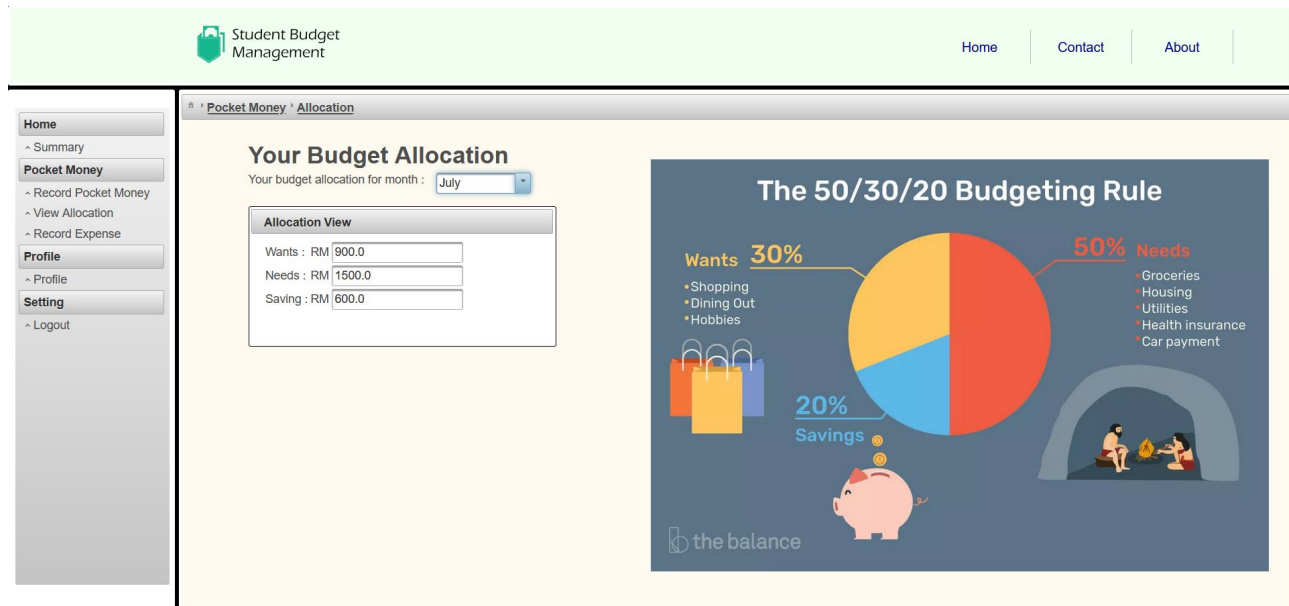 Student Budget
Management
Home
Contact
About
Pocket Money
Allocation
Home
^ Summary
Pocket Money
^ Record Pocket Money
^ View Allocation
^ Record Expense
Profile
^ Profile
Setting
^ Logout
Your Budget Allocation
Your budget allocation for month :
July
Allocation View
Wants : RM 900.0
Needs : RM 1500.0
Saving : RM 600.0
The 50/30/20 Budgeting Rule
Wants 30%
•Shopping
•Dining Out
•Hobbies
50% Needs
•Groceries
•Housing
•Utilities
•Health insurance
•Car payment
20%
Savings
the balance